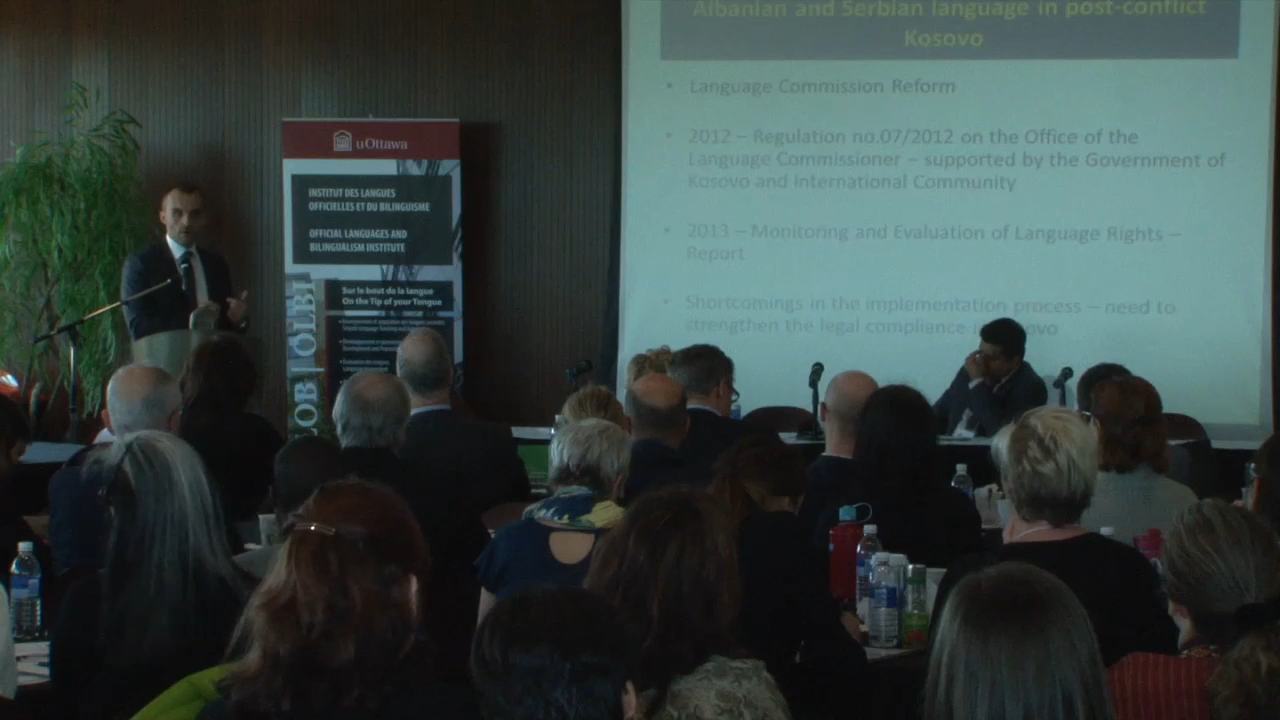 Albanian and Serbian language in post-conflict
Kosovo
• Language Commission Reform
• 2012 – Regulation no.07/2012 on the Office of the
Language Commissioner – supported by the Government of
Kosovo and International Community
• 2013 – Monitoring and Evaluation of Language Rights –
Report
• Shortcomings in the implementation process – need to
strengthen the legal compliance in Kosovo
uOttawa
INSTITUT DES LANGUES
OFFICIELLES ET DU BILINGUISME
OFFICIAL LANGUAGES AND
BILINGUALISM INSTITUTE
Sur le bout de la langue
On the Tip of your Tongue
ILOB | OLBI